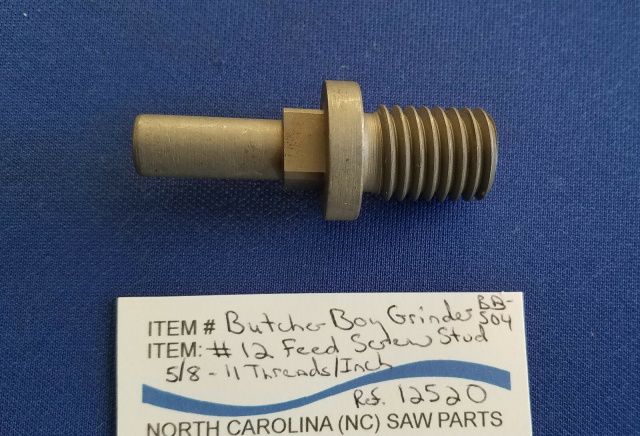 ITEM # Butcher Boy Grinder BB-
504
ITEM: #12 Feed Screw Stud
5/8-11 Threads/Inch
Ref. 12520
NORTH CAROLINA (NC) SAW PARTS